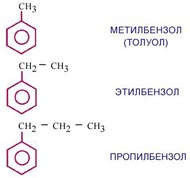 CH₃
МЕТИЛБЕНЗОЛ
(ТОЛУОЛ)
CH₂ − CH₃
ЭТИЛБЕНЗОЛ
CH₂ − CH₂ − CH₃
ПРОПИЛБЕНЗОЛ